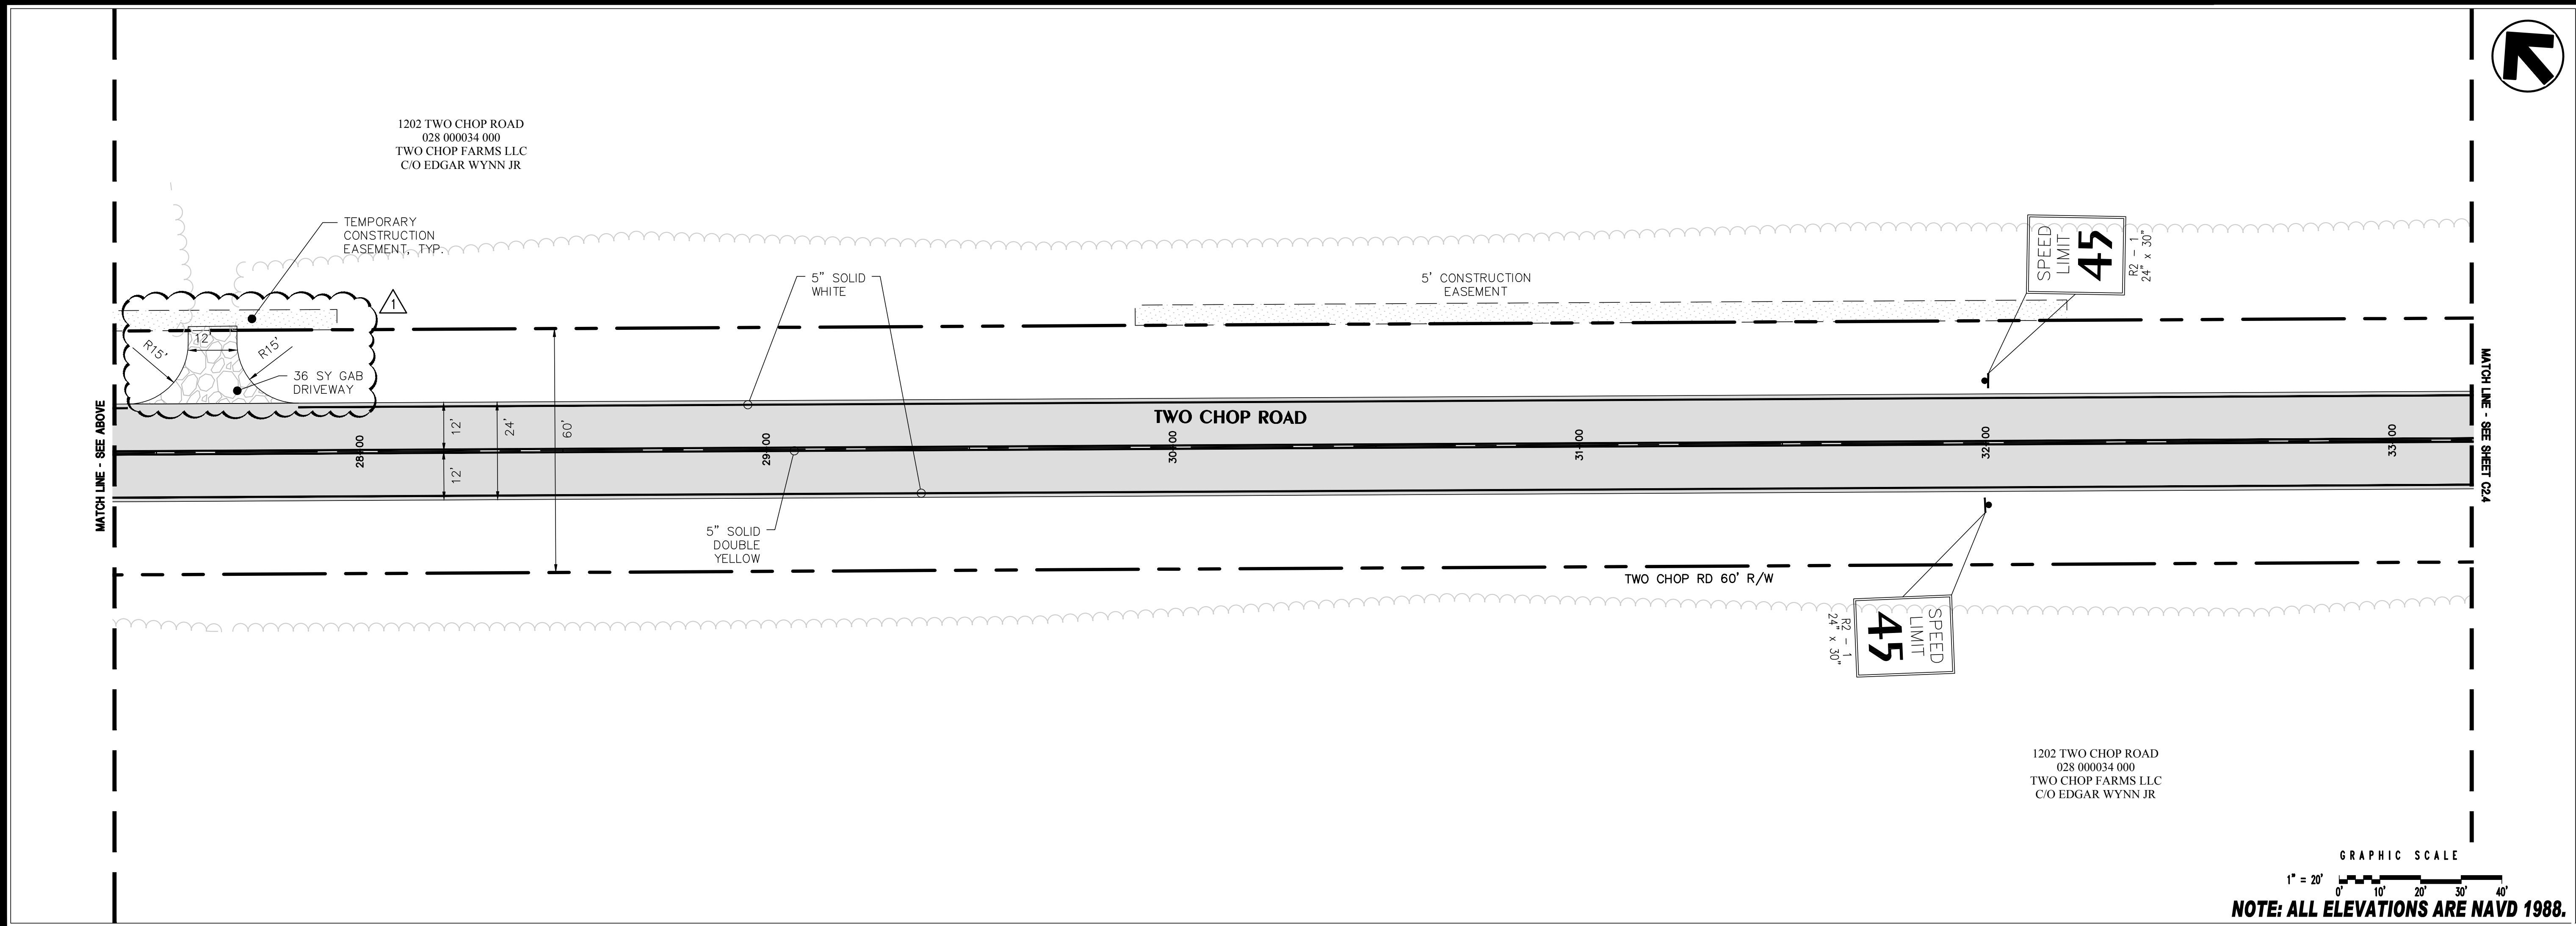 1202 TWO CHOP ROAD
028 000034 000
TWO CHOP FARMS LLC
C/O EDGAR WYNN JR
TEMPORARY
CONSTRUCTION
EASEMENT, TYP.
1
12'
R15'
R15'
36 SY GAB
DRIVEWAY
5" SOLID
WHITE
5' CONSTRUCTION
EASEMENT
SPEED
LIMIT
45
R2 - 1
24" x 30"
MATCH LINE - SEE ABOVE
MATCH LINE - SEE SHEET C2.4
TWO CHOP ROAD
12'
24'
60'
12'
28+00
29+00
30+00
31+00
32+00
33+00
5" SOLID
DOUBLE
YELLOW
TWO CHOP RD 60' R/W
SPEED
LIMIT
45
R2 - 1
24" x 30"
1202 TWO CHOP ROAD
028 000034 000
TWO CHOP FARMS LLC
C/O EDGAR WYNN JR
GRAPHIC SCALE
1" = 20'
0' 10' 20' 30' 40'
NOTE: ALL ELEVATIONS ARE NAVD 1988.